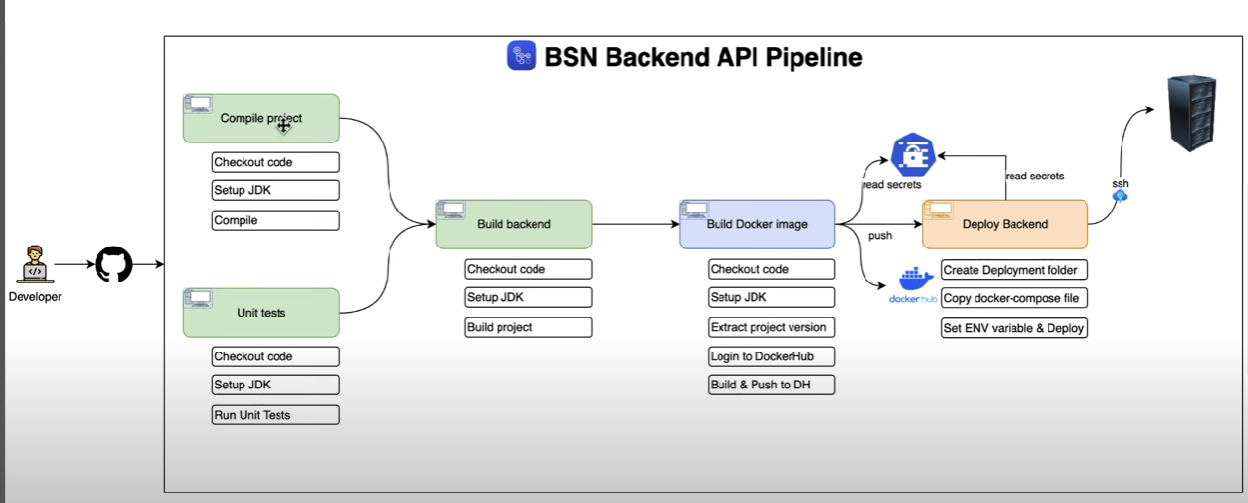 BSN Backend API Pipeline
Compile project
Checkout code
Setup JDK
Compile
Developer
Unit tests
Checkout code
Setup JDK
Run Unit Tests
Build backend
Checkout code
Setup JDK
Build project
Build Docker image
Checkout code
Setup JDK
Extract project version
Login to DockerHub
Build & Push to DH
read secrets
read secrets
push
dockerhub
Deploy Backend
Create Deployment folder
Copy docker-compose file
Set ENV variable & Deploy
ssh